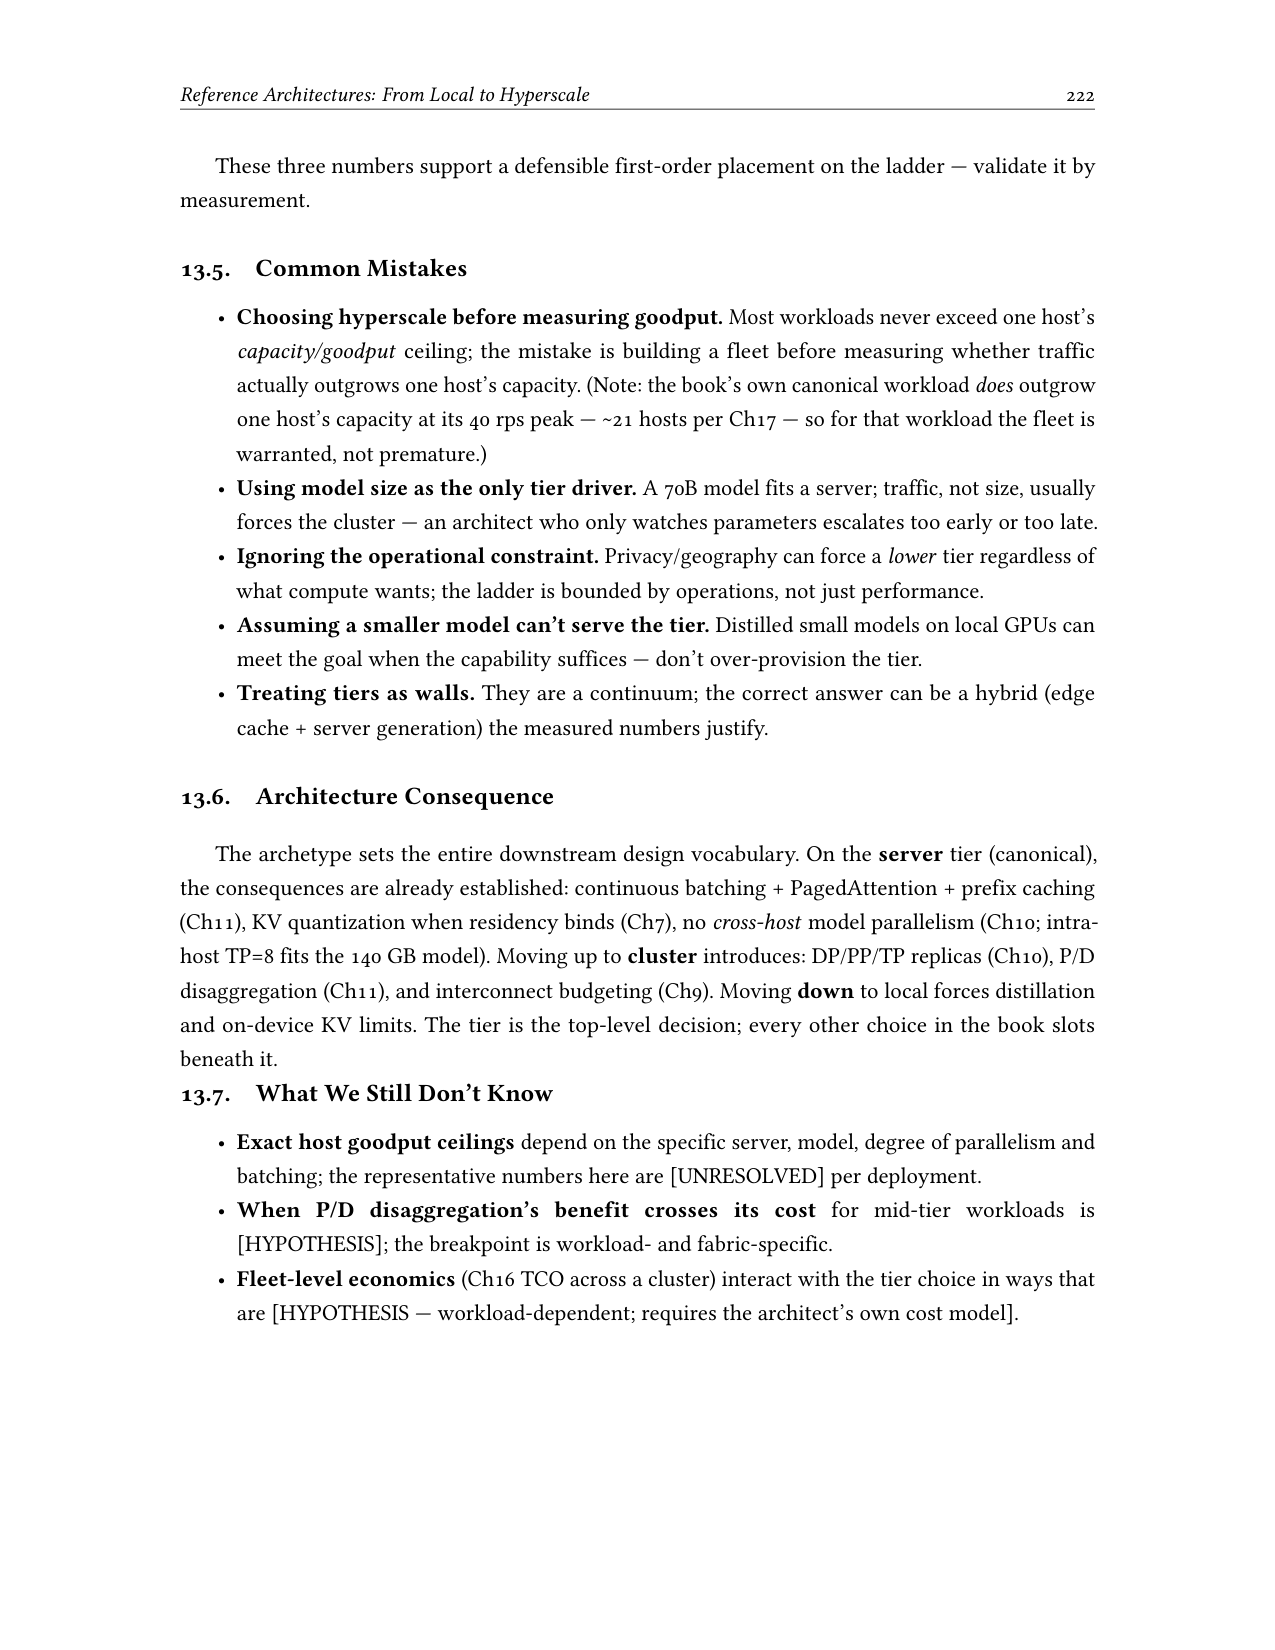 Reference Architectures: From Local to Hyperscale 222
These three numbers support a defensible first-order placement on the ladder — validate it by
measurement.
13.5. Common Mistakes
• Choosing hyperscale before measuring goodput. Most workloads never exceed one host’s
capacity/goodput ceiling; the mistake is building a fleet before measuring whether traffic
actually outgrows one host’s capacity. (Note: the book’s own canonical workload does outgrow
one host’s capacity at its 40 rps peak — ~21 hosts per Ch17 — so for that workload the fleet is
warranted, not premature.)
• Using model size as the only tier driver. A 70B model fits a server; traffic, not size, usually
forces the cluster — an architect who only watches parameters escalates too early or too late.
• Ignoring the operational constraint. Privacy/geography can force a lower tier regardless of
what compute wants; the ladder is bounded by operations, not just performance.
• Assuming a smaller model can’t serve the tier. Distilled small models on local GPUs can
meet the goal when the capability suffices — don’t over-provision the tier.
• Treating tiers as walls. They are a continuum; the correct answer can be a hybrid (edge
cache + server generation) the measured numbers justify.
13.6. Architecture Consequence
The archetype sets the entire downstream design vocabulary. On the server tier (canonical),
the consequences are already established: continuous batching + PagedAttention + prefix caching
(Ch11), KV quantization when residency binds (Ch7), no cross-host model parallelism (Ch10; intra-
host TP=8 fits the 140 GB model). Moving up to cluster introduces: DP/PP/TP replicas (Ch10), P/D
disaggregation (Ch11), and interconnect budgeting (Ch9). Moving down to local forces distillation
and on-device KV limits. The tier is the top-level decision; every other choice in the book slots
beneath it.
13.7. What We Still Don’t Know
• Exact host goodput ceilings depend on the specific server, model, degree of parallelism and
batching; the representative numbers here are [UNRESOLVED] per deployment.
• When P/D disaggregation’s benefit crosses its cost for mid-tier workloads is
[HYPOTHESIS]; the breakpoint is workload- and fabric-specific.
• Fleet-level economics (Ch16 TCO across a cluster) interact with the tier choice in ways that
are [HYPOTHESIS — workload-dependent; requires the architect’s own cost model].